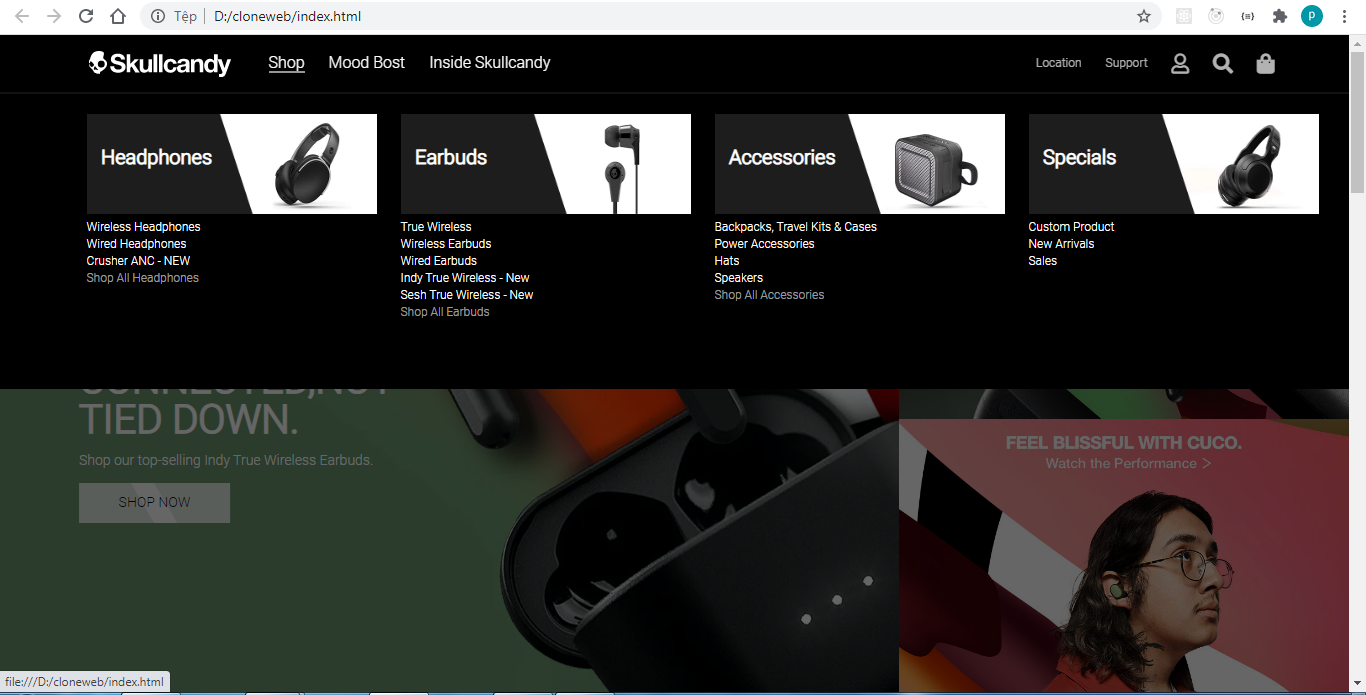 Tệp D:/cloneweb/index.html
p
Skullcandy Shop Mood Bost Inside Skullcandy Location Support
Headphones
Wireless Headphones
Wired Headphones
Crusher ANC - NEW
Shop All Headphones
Earbuds
True Wireless
Wireless Earbuds
Wired Earbuds
Indy True Wireless - New
Sesh True Wireless - New
Shop All Earbuds
Accessories
Backpacks, Travel Kits & Cases
Power Accessories
Hats
Speakers
Shop All Accessories
Specials
Custom Product
New Arrivals
Sales
CONNECTED,NOT
TIED DOWN.
Shop our top-selling Indy True Wireless Earbuds.
SHOP NOW
FEEL BLISSFUL WITH CUCO.
Watch the Performance >
file:///D:/cloneweb/index.html